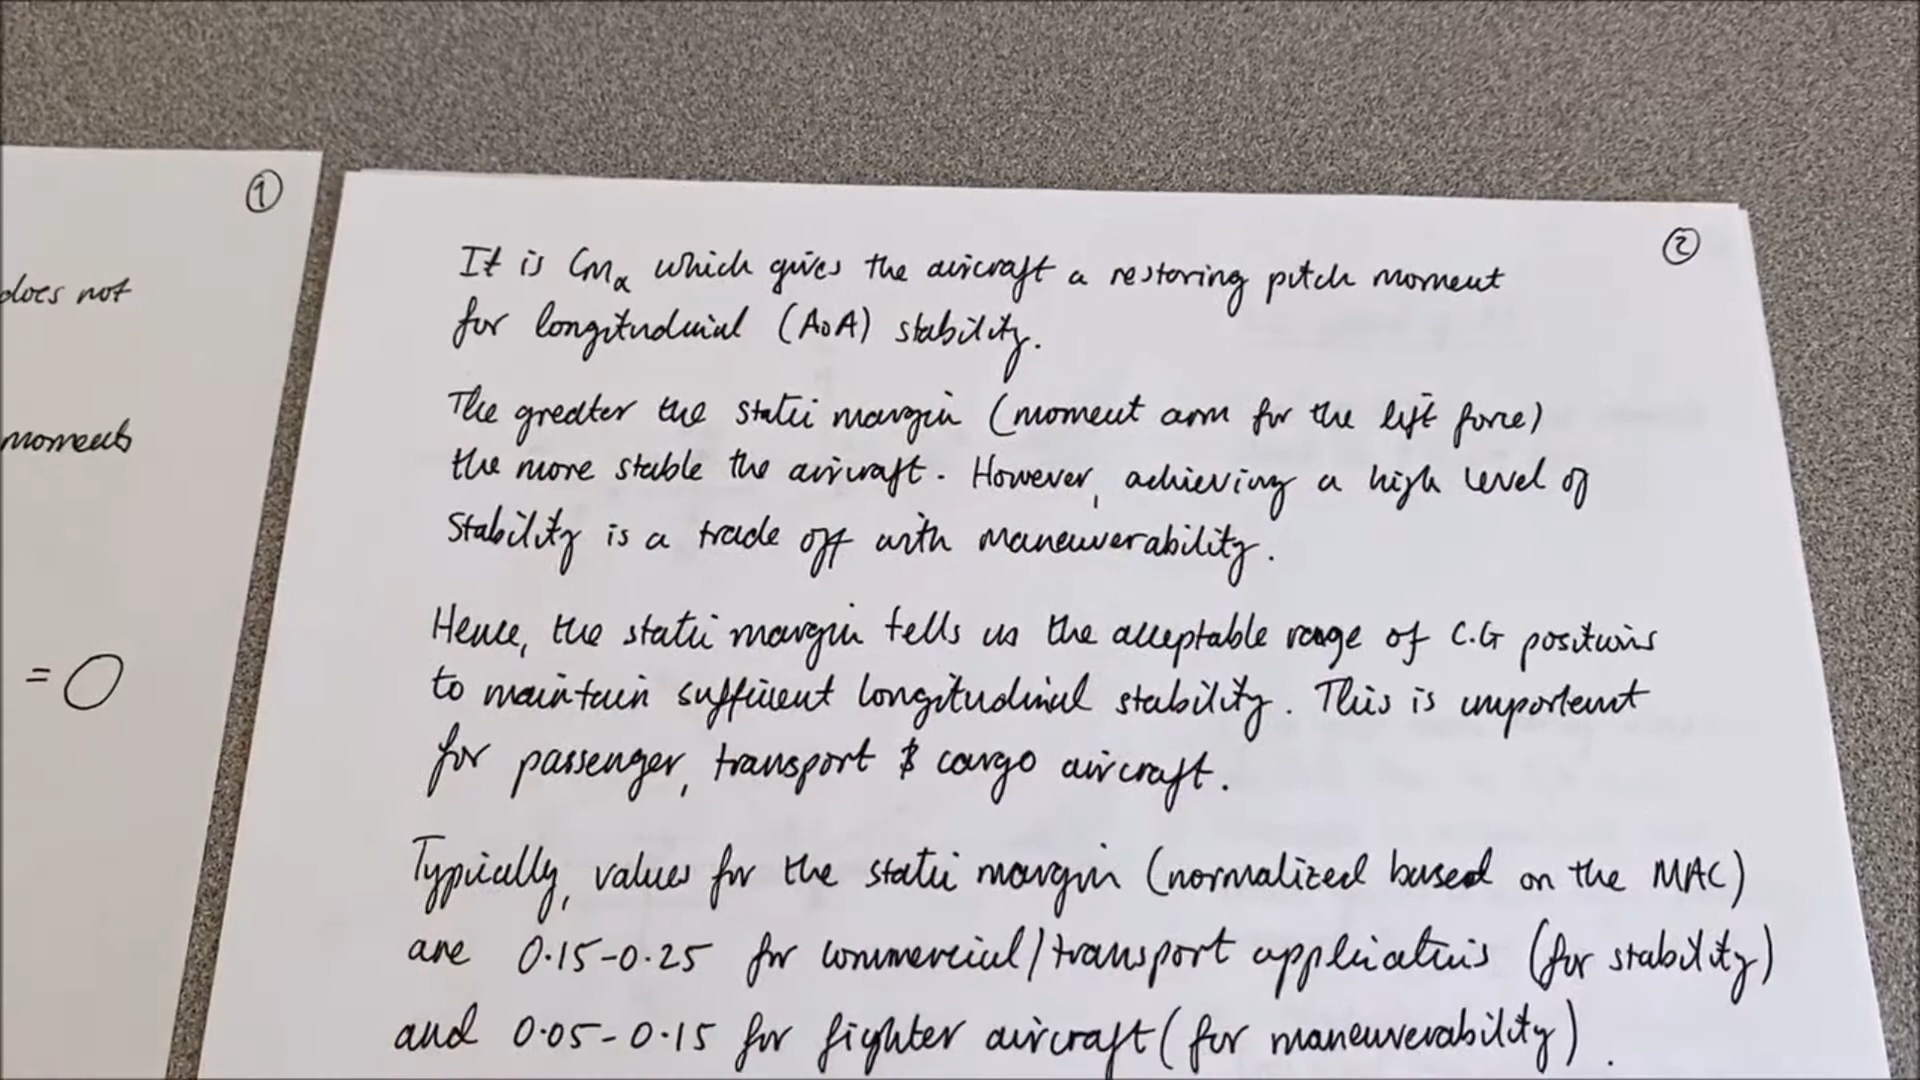 ①
does not
moments
= 0
②
It is Cmα which gives the aircraft a restoring pitch moment
for longitudinal (AoA) stability.
The greater the static margin (moment arm for the lift force)
the more stable the aircraft. However, achieving a high level of
stability is a trade off with maneuverability.
Hence, the static margin tells us the acceptable range of C.G positions
to maintain sufficient longitudinal stability. This is important
for passenger, transport & cargo aircraft.
Typically, values for the static margin (normalized based on the MAC)
are 0.15-0.25 for commercial/transport applications (for stability)
and 0.05-0.15 for fighter aircraft (for maneuverability).